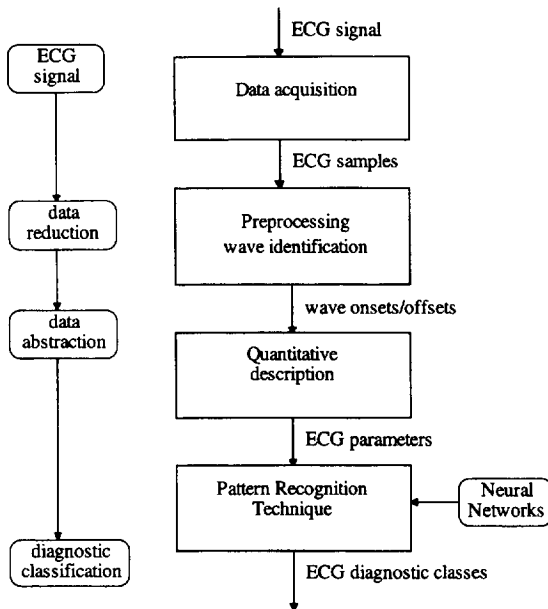 ECG signal
ECG
signal
Data acquisition
ECG samples
data
reduction
Preprocessing
wave identification
wave onsets/offsets
data
abstraction
Quantitative
description
ECG parameters
Pattern Recognition
Technique
Neural
Networks
diagnostic
classification
ECG diagnostic classes